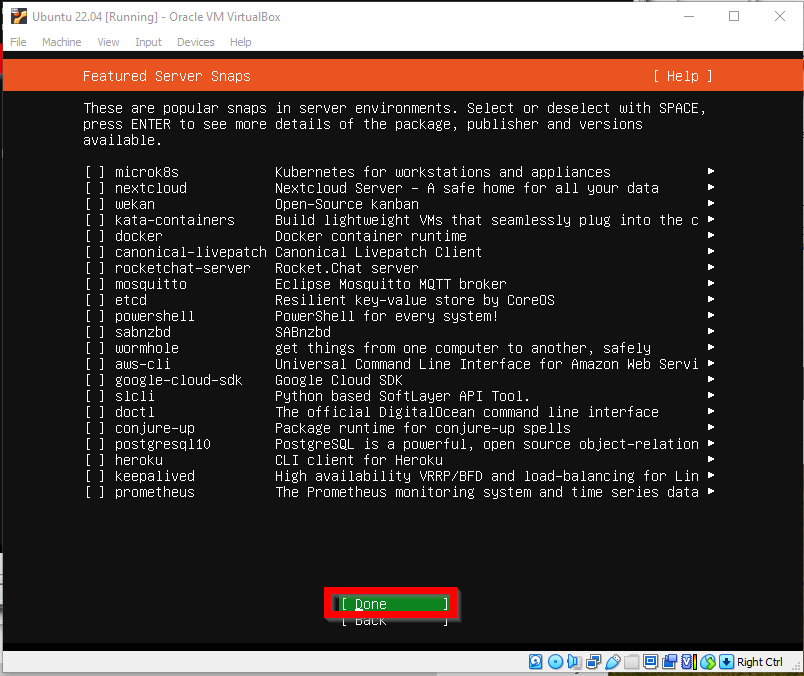 Ubuntu 22.04 [Running] - Oracle VM VirtualBox
File Machine View Input Devices Help
Featured Server Snaps [ Help ]
These are popular snaps in server environments. Select or deselect with SPACE,
press ENTER to see more details of the package, publisher and versions
available.
[ ] microk8s Kubernetes for workstations and appliances ▸
[ ] nextcloud Nextcloud Server - A safe home for all your data ▸
[ ] wekan Open-Source kanban ▸
[ ] kata-containers Build lightweight VMs that seamlessly plug into the c ▸
[ ] docker Docker container runtime ▸
[ ] canonical-livepatch Canonical Livepatch Client ▸
[ ] rocketchat-server Rocket.Chat server ▸
[ ] mosquitto Eclipse Mosquitto MQTT broker ▸
[ ] etcd Resilient key-value store by CoreOS ▸
[ ] powershell PowerShell for every system! ▸
[ ] sabnzbd SABnzbd ▸
[ ] wormhole get things from one computer to another, safely ▸
[ ] aws-cli Universal Command Line Interface for Amazon Web Servi ▸
[ ] google-cloud-sdk Google Cloud SDK ▸
[ ] slcli Python based SoftLayer API Tool. ▸
[ ] doctl The official DigitalOcean command line interface ▸
[ ] conjure-up Package runtime for conjure-up spells ▸
[ ] postgresql10 PostgreSQL is a powerful, open source object-relation ▸
[ ] heroku CLI client for Heroku ▸
[ ] keepalived High availability VRRP/BFD and load-balancing for Lin ▸
[ ] prometheus The Prometheus monitoring system and time series data ▸
[ Done ]
[ Back ]
Right Ctrl